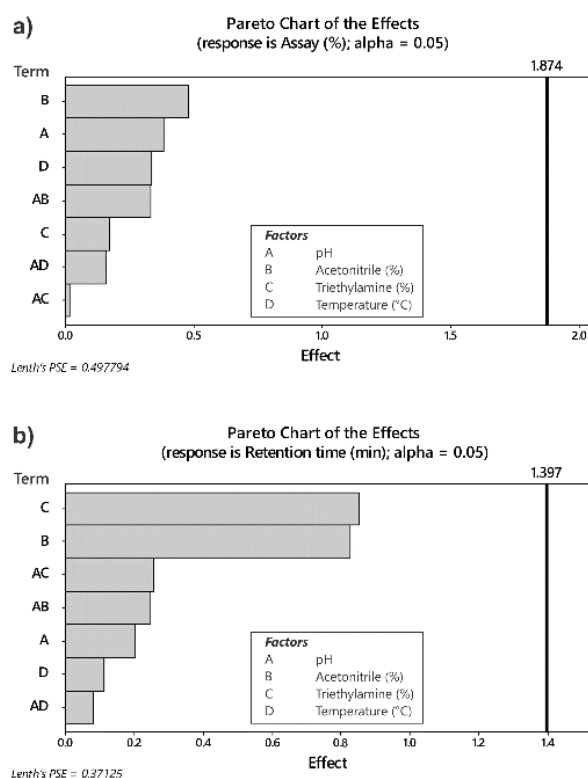 a)
Pareto Chart of the Effects
(response is Assay (%); alpha = 0.05)
Term
1.874
B
A
D
AB
C
AD
AC
Factors
A pH
B Acetonitrile (%)
C Triethylamine (%)
D Temperature (°C)
0.0 0.5 1.0 1.5 2.0
Effect
Lenth's PSE = 0.497794
b)
Pareto Chart of the Effects
(response is Retention time (min); alpha = 0.05)
Term
1.397
C
B
AC
AB
A
D
AD
Factors
A pH
B Acetonitrile (%)
C Triethylamine (%)
D Temperature (°C)
0.0 0.2 0.4 0.6 0.8 1.0 1.2 1.4
Effect
Lenth's PSE = 0.37125